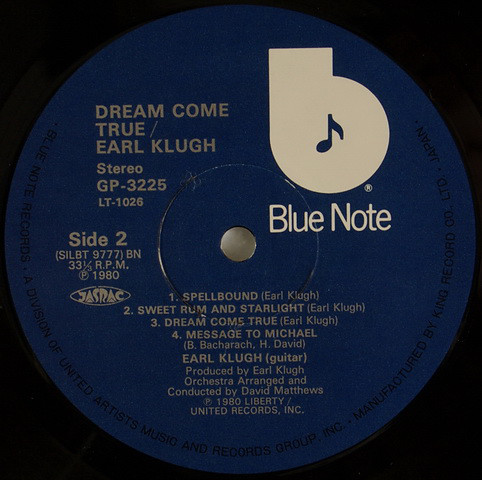 DREAM COME
TRUE/
EARL KLUGH
Stereo
GP-3225
LT-1026
Side 2
(SILBT 9777) BN
33⅓ R.P.M.
Ⓟ 1980
JASRAC
®
Blue Note
1. SPELLBOUND (Earl Klugh)
2. SWEET RUM AND STARLIGHT (Earl Klugh)
3. DREAM COME TRUE (Earl Klugh)
4. MESSAGE TO MICHAEL
(B. Bacharach, H. David)
EARL KLUGH (guitar)
Produced by Earl Klugh
Orchestra Arranged and
Conducted by David Matthews
Ⓟ 1980 LIBERTY/
UNITED RECORDS, INC.
• BLUE NOTE RECORDS • A DIVISION OF UNITED ARTISTS MUSIC AND RECORDS GROUP, INC. • MANUFACTURED BY KING RECORD CO., LTD. JAPAN •